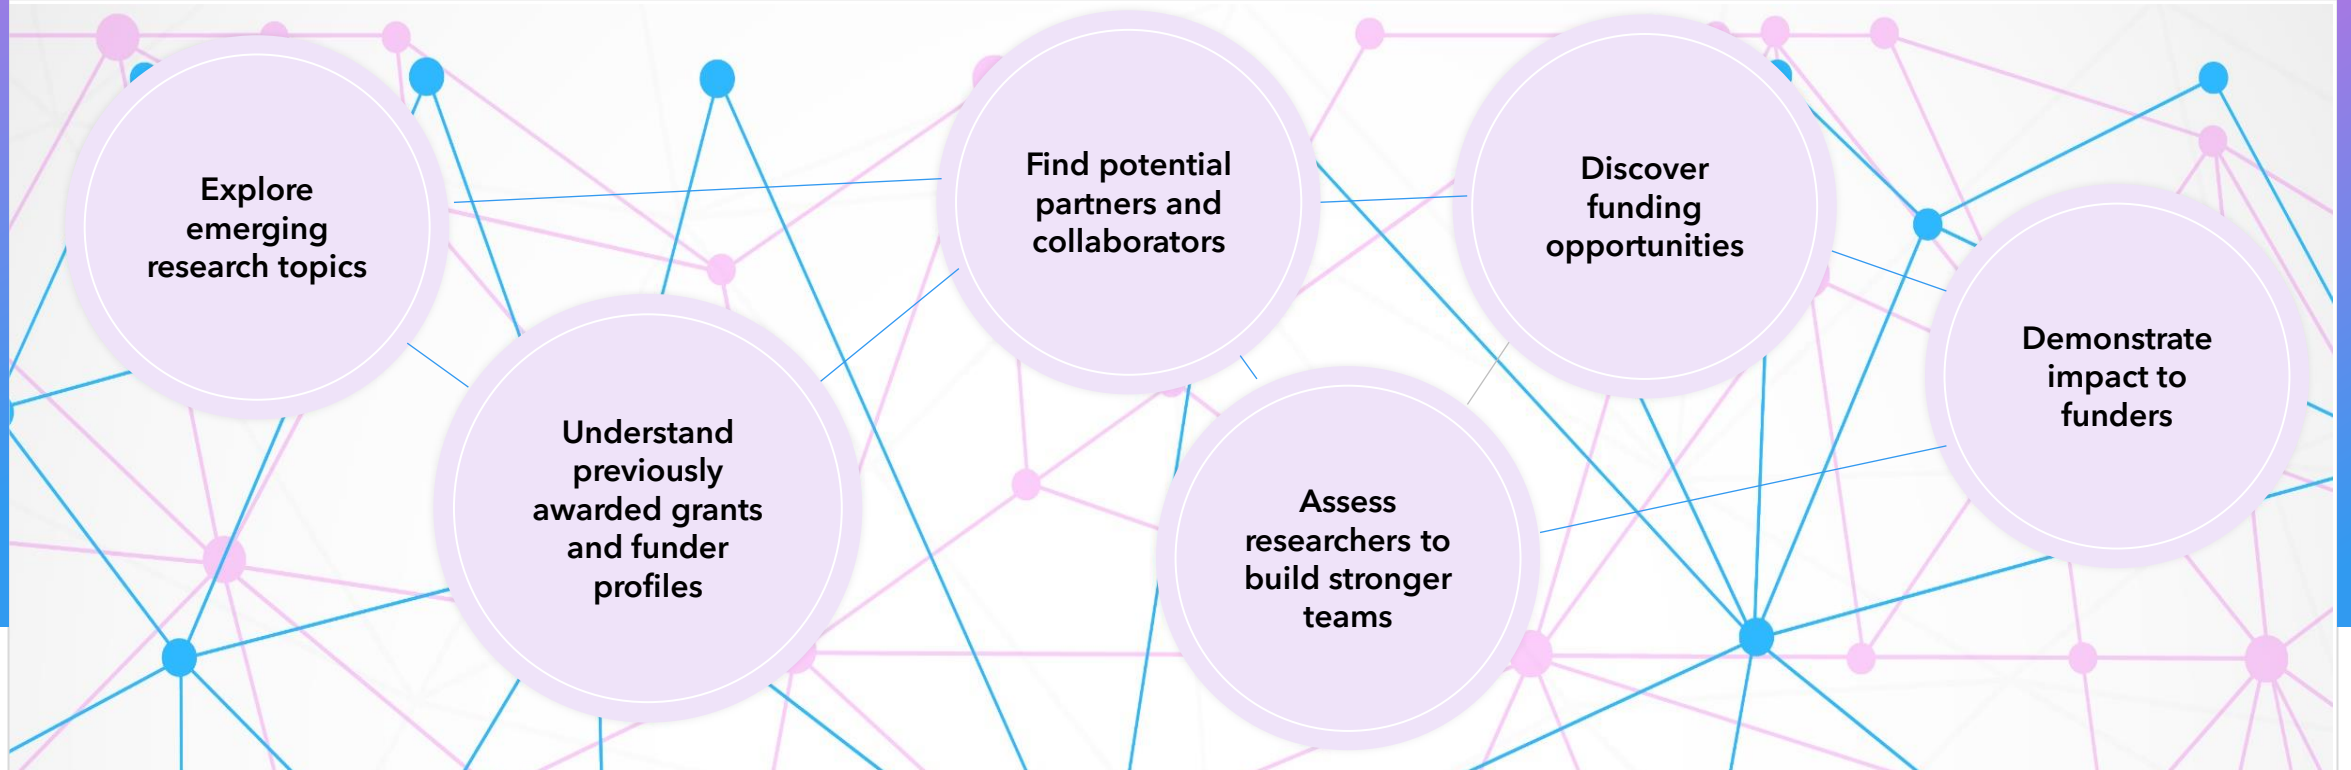 Explore
emerging
research topics
Understand
previously
awarded grants
and funder
profiles
Find potential
partners and
collaborators
Assess
researchers to
build stronger
teams
Discover
funding
opportunities
Demonstrate
impact to
funders